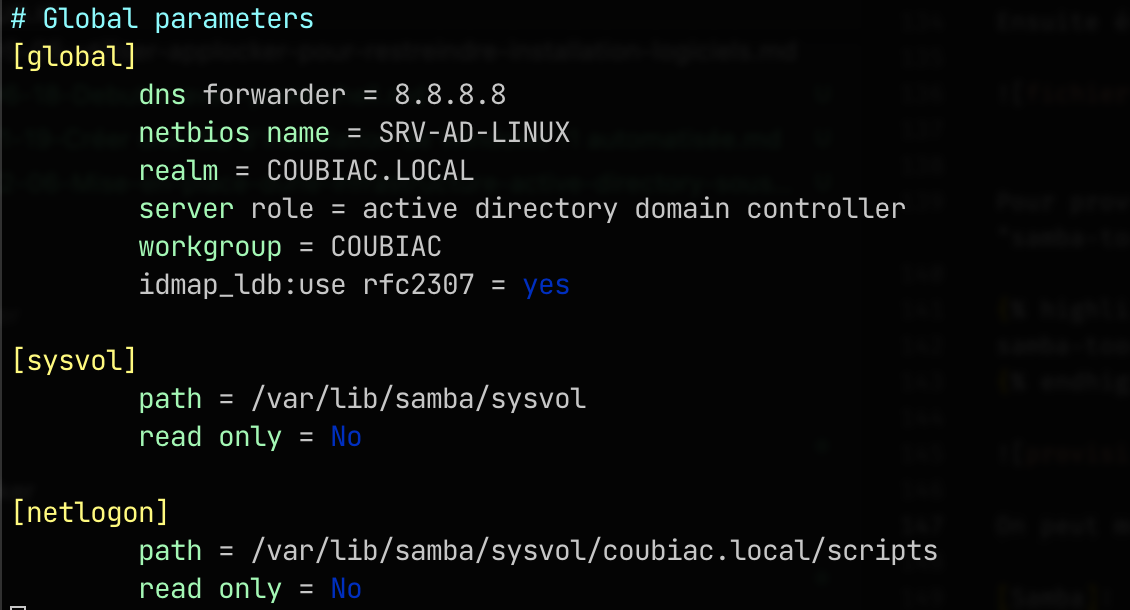 # Global parameters
[global]
dns forwarder = 8.8.8.8
netbios name = SRV-AD-LINUX
realm = COUBIAC.LOCAL
server role = active directory domain controller
workgroup = COUBIAC
idmap_ldb:use rfc2307 = yes
[sysvol]
path = /var/lib/samba/sysvol
read only = No
[netlogon]
path = /var/lib/samba/sysvol/coubiac.local/scripts
read only = No